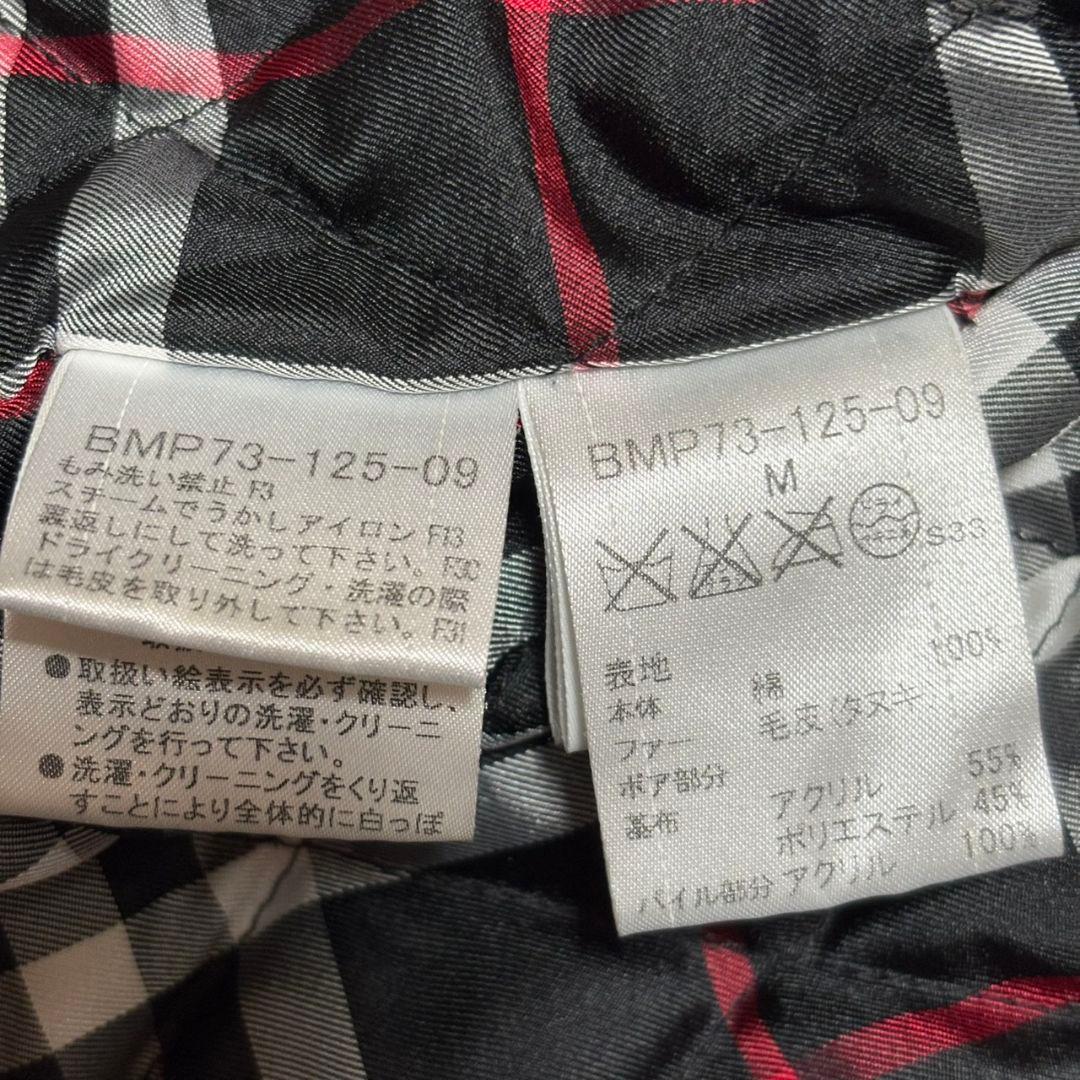 BMP73-125-09
もみ洗い禁止 F3
スチームでうかしアイロン F13
裏返しにして洗って下さい。F30
ドライクリーニング・洗濯の際
は毛皮を取り外して下さい。F31
●取扱い絵表示を必ず確認し、
表示どおりの洗濯・クリーニ
ングを行って下さい。
●洗濯・クリーニングをくり返
すことにより全体的に白っぽ
BMP73-125-09
M
ドライ
S33
表地
本体 綿 100%
ファー 毛皮(タヌキ
ボア部分
基布 アクリル 55%
ポリエステル 45%
パイル部分 アクリル 100%